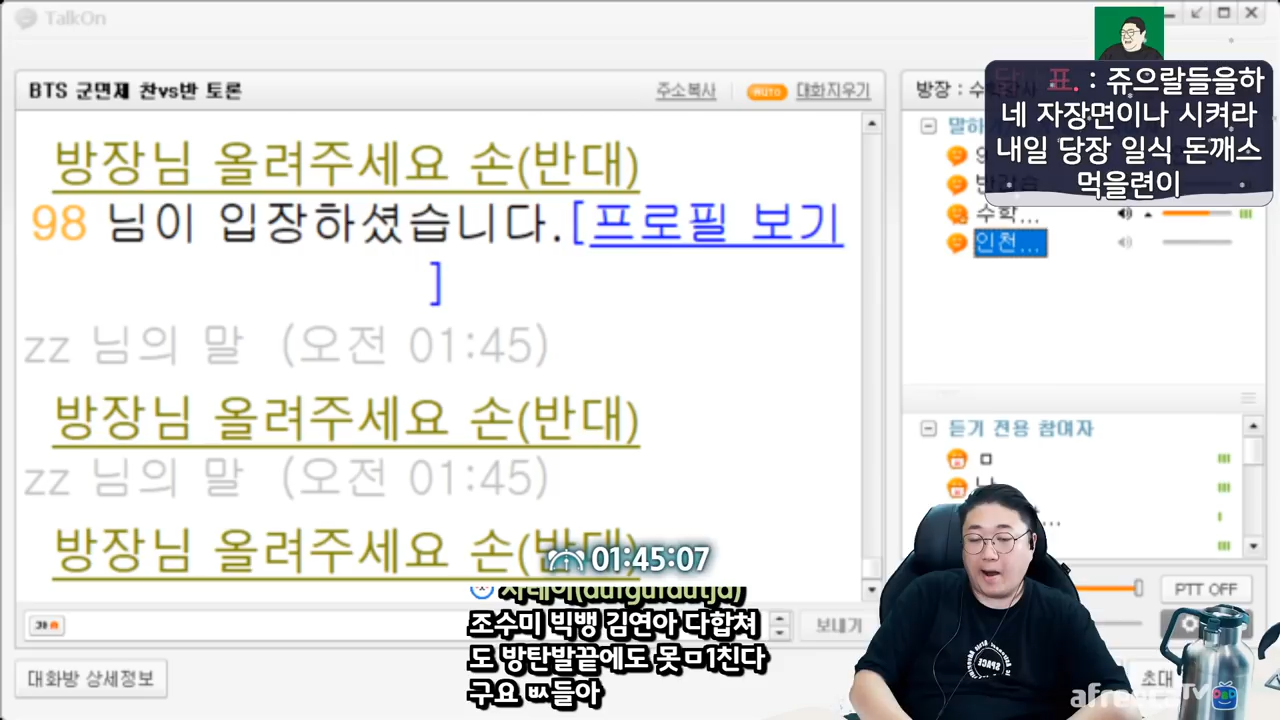 TalkOn
BTS 군면제 찬vs반 토론
주소복사
AUTO
대화지우기
방장님 올려주세요 손(반대)
98 님이 입장하셨습니다.[프로필 보기
]
zz 님의 말 (오전 01:45)
방장님 올려주세요 손(반대)
zz 님의 말 (오전 01:45)
방장님 올려주세요 손(반대)
01:45:07
조수미 빅뱅 김연아 다합쳐
도 방탄발끝에도 못ㅁ1친다
구요 ㅄ들아
보내기
대화방 상세정보
방장 :
표. : 쥬으랄들을하
네 자장면이나 시켜라
내일 당장 일식 돈깨스
먹을련이
수학...
인천...
듣기 전용 참여자
ㅁ
PTT OFF
초대
afreecaTV